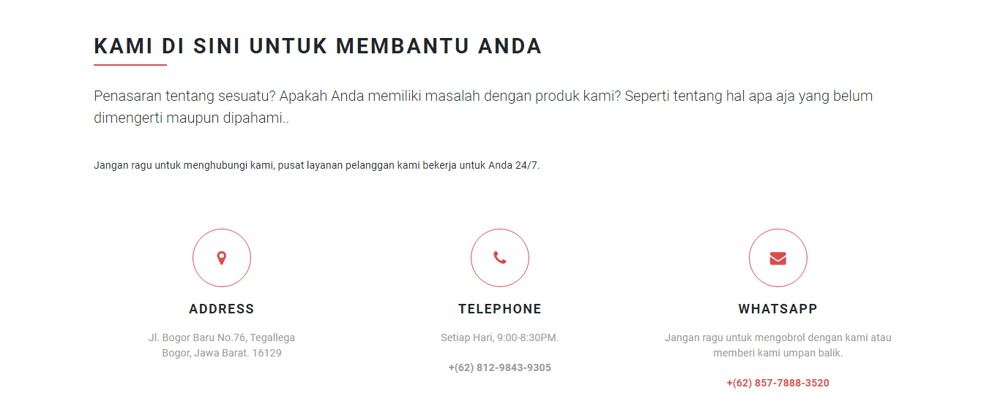 KAMI DI SINI UNTUK MEMBANTU ANDA
Penasaran tentang sesuatu? Apakah Anda memiliki masalah dengan produk kami? Seperti tentang hal apa aja yang belum
dimengerti maupun dipahami..
Jangan ragu untuk menghubungi kami, pusat layanan pelanggan kami bekerja untuk Anda 24/7.
ADDRESS
Jl. Bogor Baru No.76, Tegallega
Bogor, Jawa Barat. 16129
TELEPHONE
Setiap Hari, 9:00-8:30PM.
+(62) 812-9843-9305
WHATSAPP
Jangan ragu untuk mengobrol dengan kami atau
memberi kami umpan balik.
+(62) 857-7888-3520